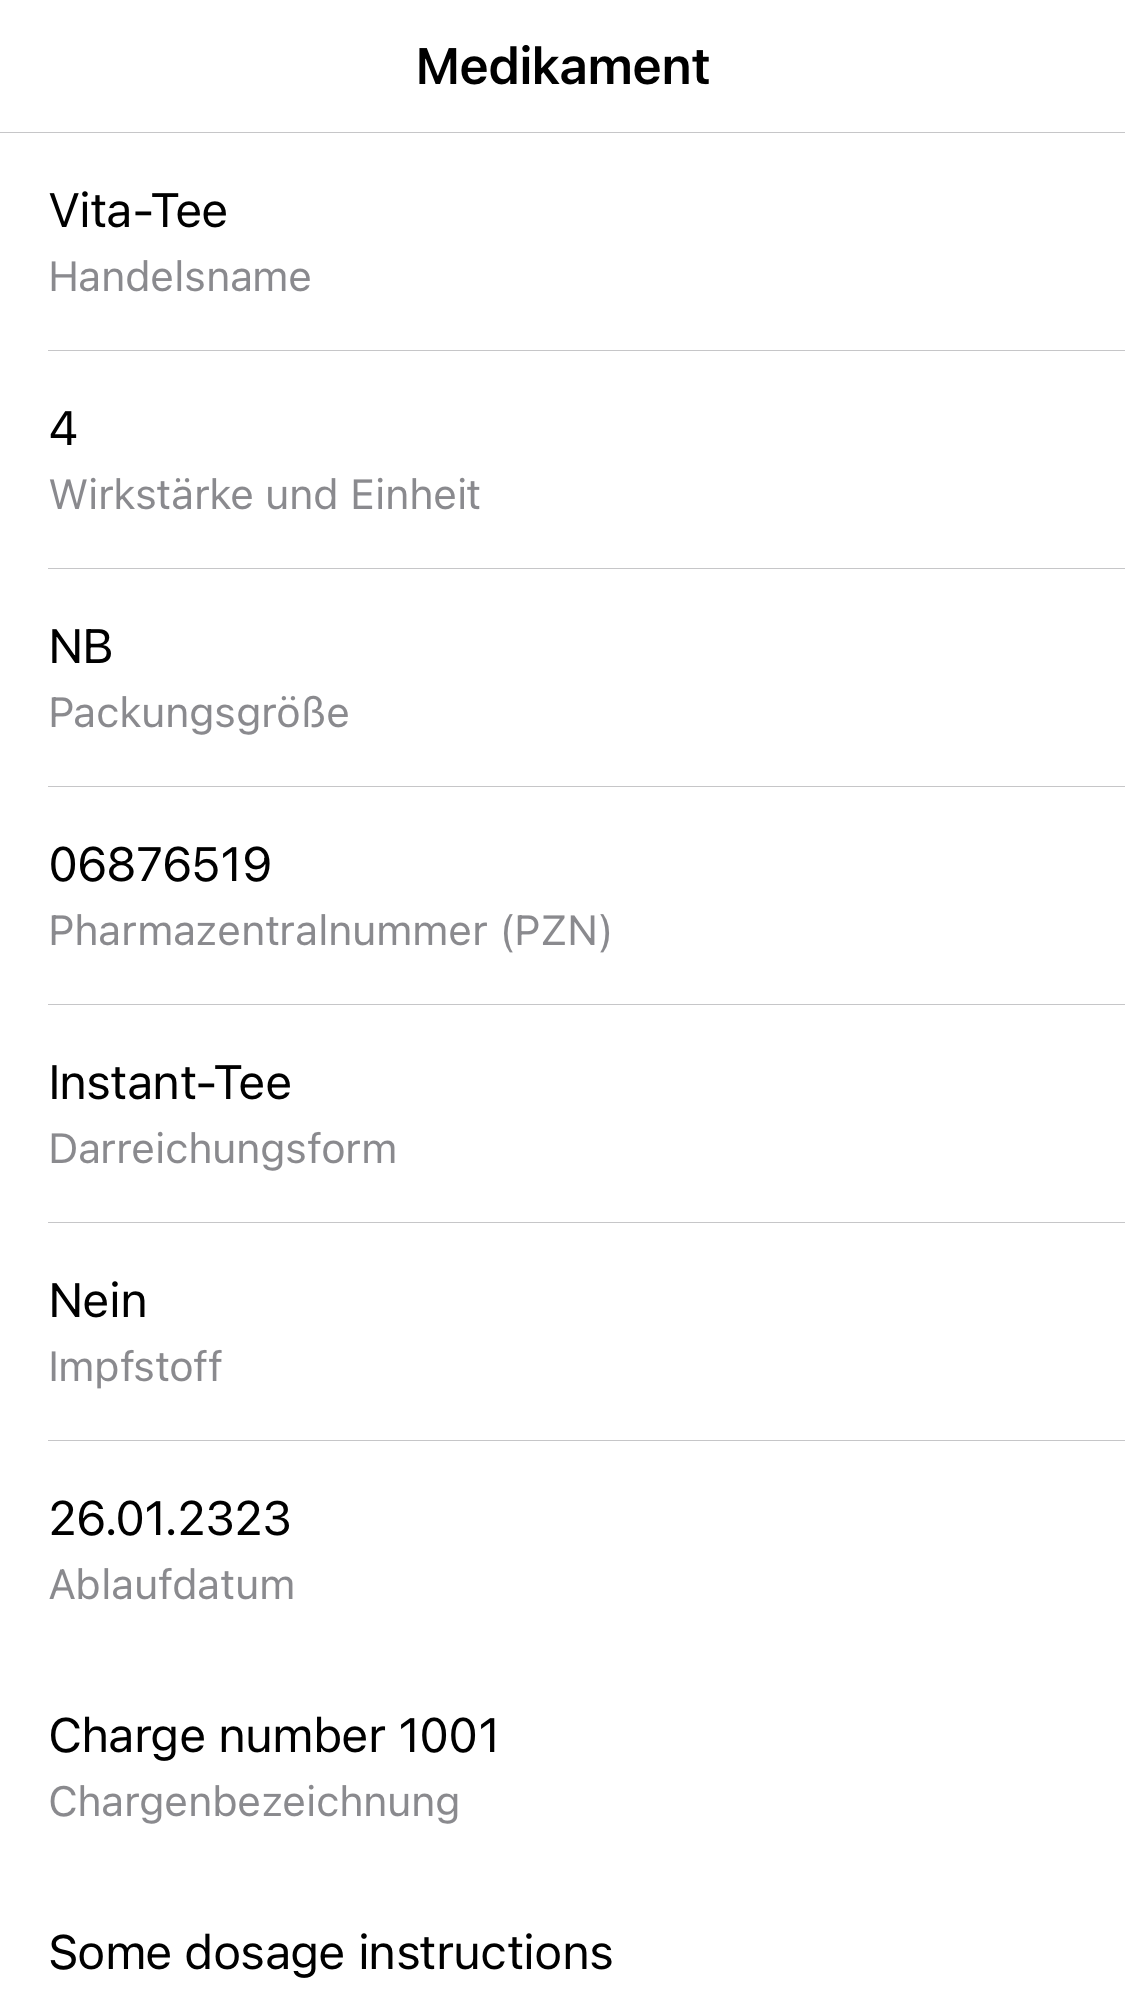 Medikament
Vita-Tee
Handelsname
4
Wirkstärke und Einheit
NB
Packungsgröße
06876519
Pharmazentralnummer (PZN)
Instant-Tee
Darreichungsform
Nein
Impfstoff
26.01.2323
Ablaufdatum
Charge number 1001
Chargenbezeichnung
Some dosage instructions